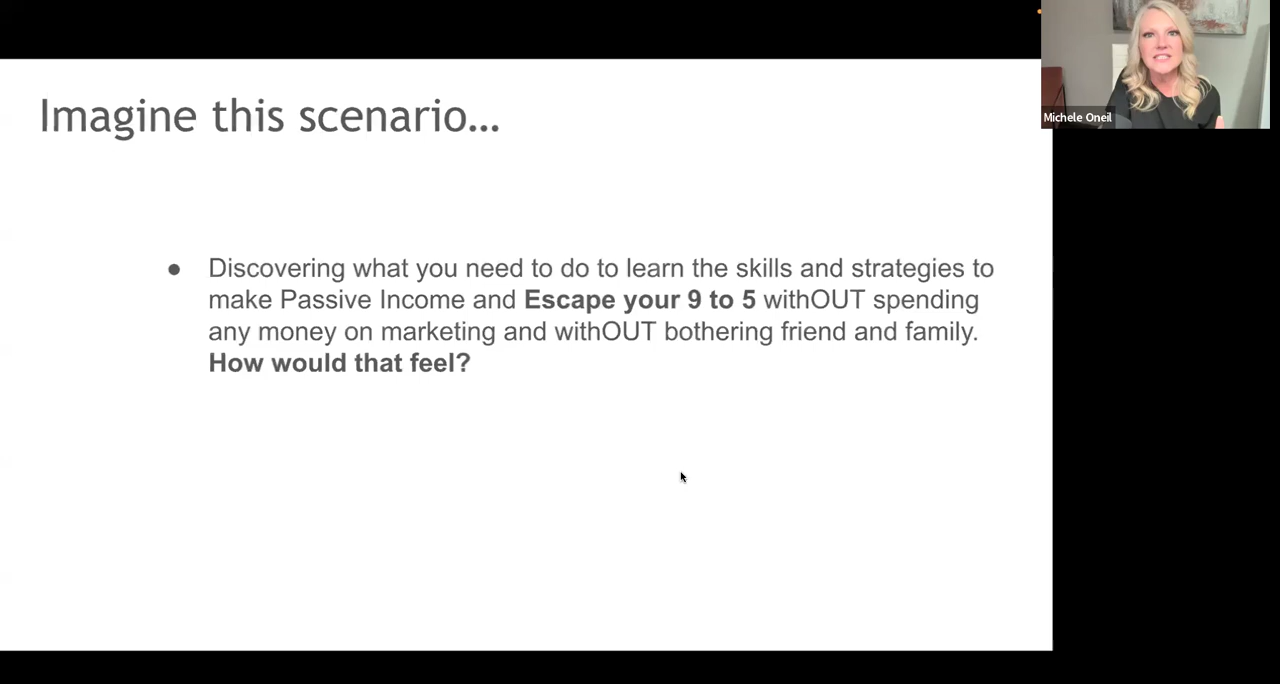 Imagine this scenario...
Michele Oneil
● Discovering what you need to do to learn the skills and strategies to
make Passive Income and Escape your 9 to 5 withOUT spending
any money on marketing and withOUT bothering friend and family.
How would that feel?